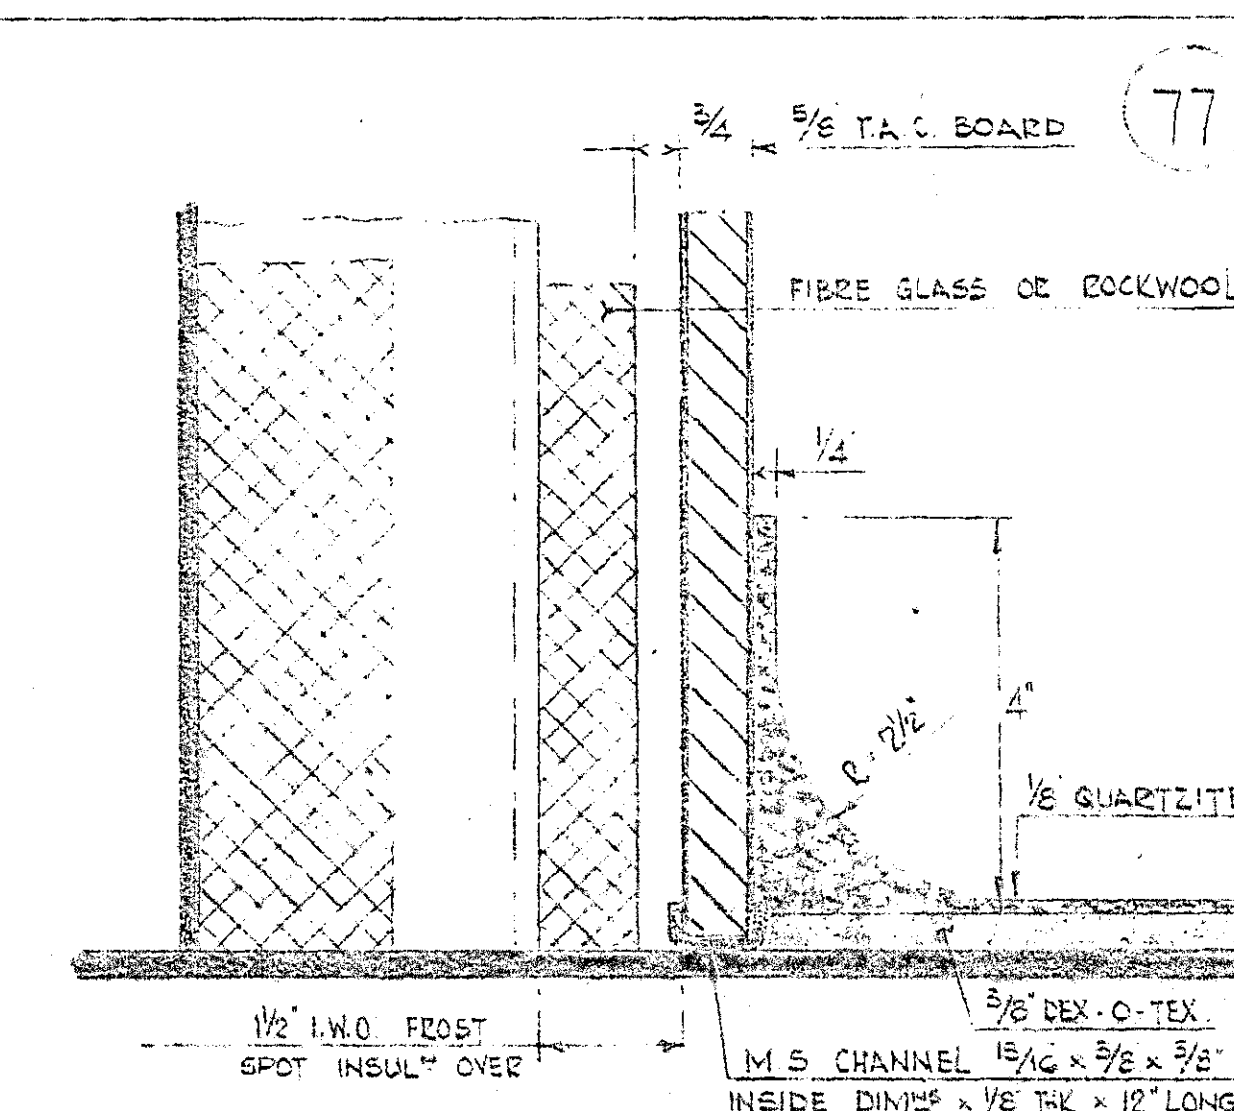 77
3/4
5/8 T.A.C. BOARD
FIBRE GLASS OR ROCKWOOL
1/4"
4"
R. 2 1/2"
1/8 QUARTZITE
3/8" DEX-O-TEX.
1 1/2" I.W.O. FROST
SPOT INSULᴺ OVER
M.S CHANNEL 15/16 x 3/8 x 3/8"
INSIDE DIMᴺˢ x 1/8 THK x 12" LONG